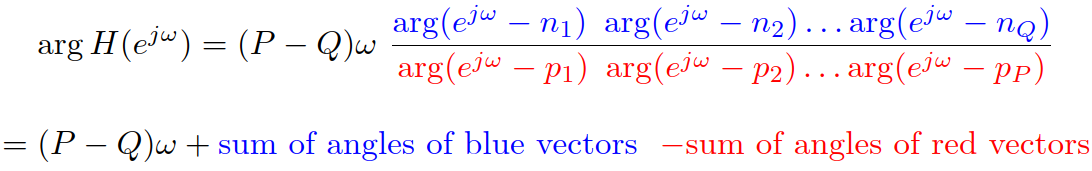 arg H(e^{jω}) = (P − Q)ω \frac{arg(e^{jω} − n_1) arg(e^{jω} − n_2) … arg(e^{jω} − n_Q)}{arg(e^{jω} − p_1) arg(e^{jω} − p_2) … arg(e^{jω} − p_P)}
= (P − Q)ω + sum of angles of blue vectors −sum of angles of red vectors